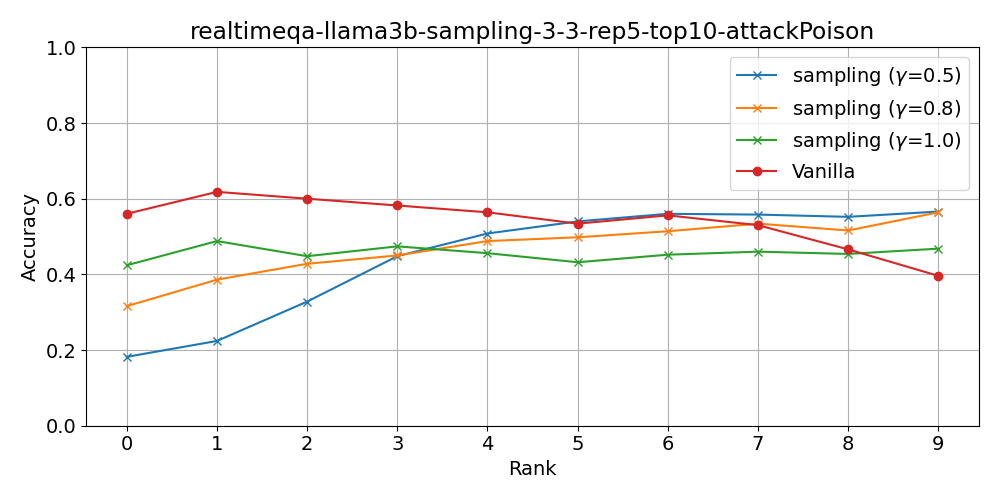 realtimeqa-llama3b-sampling-3-3-rep5-top10-attackPoison
1.0
0.8
0.6
0.4
0.2
0.0
Accuracy
sampling (γ=0.5)
sampling (γ=0.8)
sampling (γ=1.0)
Vanilla
0 1 2 3 4 5 6 7 8 9
Rank